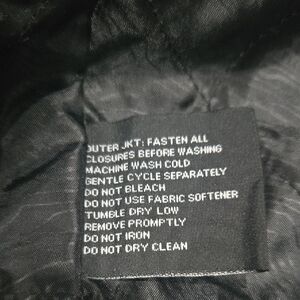 OUTER JKT: FASTEN ALL
CLOSURES BEFORE WASHING
MACHINE WASH COLD
GENTLE CYCLE SEPARATELY
DO NOT BLEACH
DO NOT USE FABRIC SOFTENER
TUMBLE DRY LOW
REMOVE PROMPTLY
DO NOT IRON
DO NOT DRY CLEAN